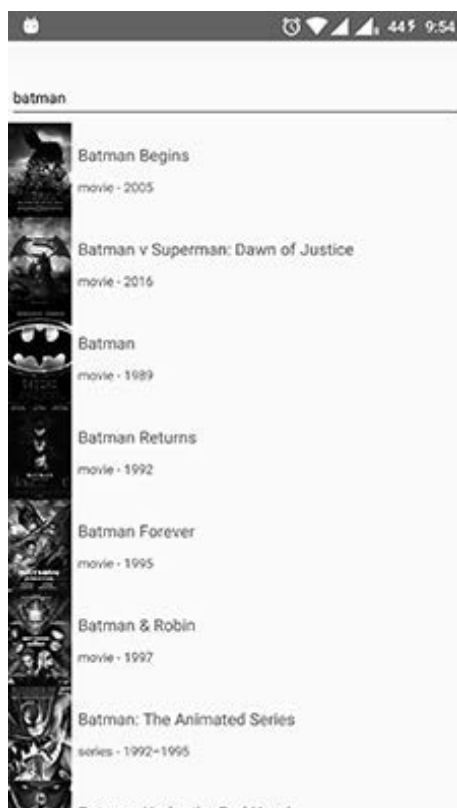 44 9:54
batman
Batman Begins
movie - 2005
Batman v Superman: Dawn of Justice
movie - 2016
Batman
movie - 1989
Batman Returns
movie - 1992
Batman Forever
movie - 1995
Batman & Robin
movie - 1997
Batman: The Animated Series
series - 1992–1995